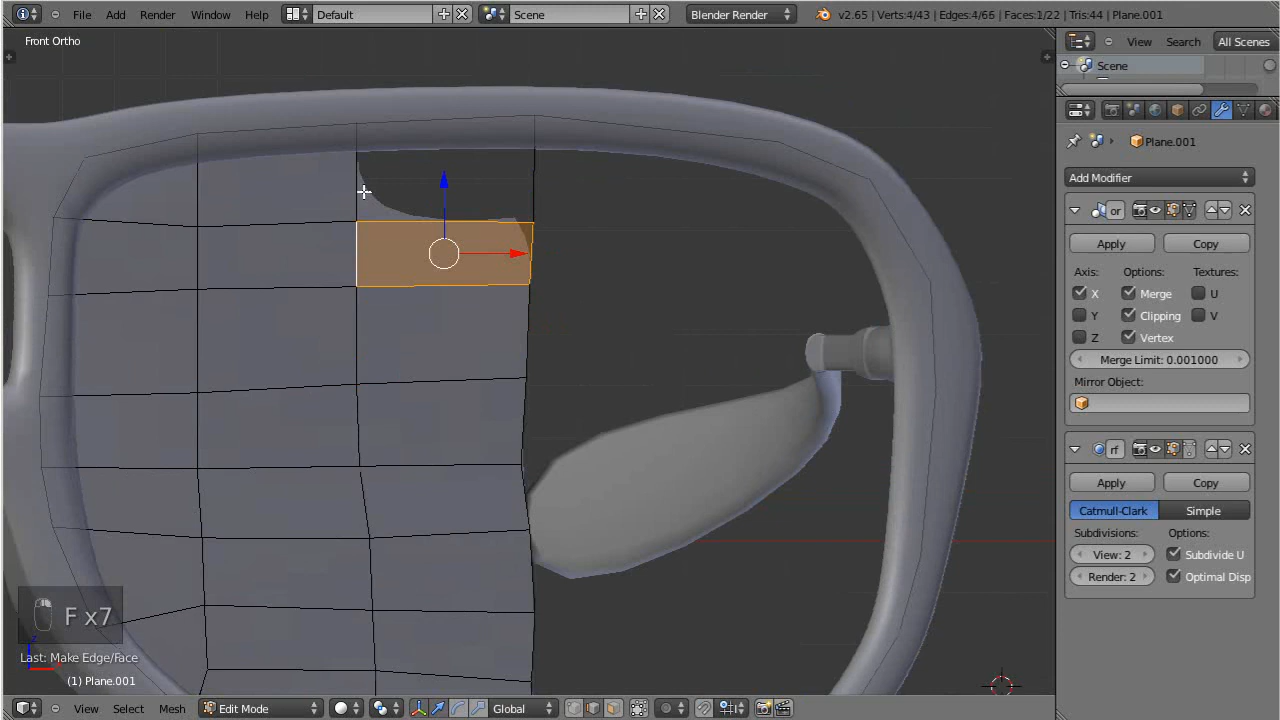 File Add Render Window Help Default Scene Blender Render v2.65 | Verts:4/43 | Edges:4/66 | Faces:1/22 | Tris:44 | Plane.001
Front Ortho
View Search All Scenes
Scene
Plane.001
Add Modifier
or
Apply Copy
Axis: Options: Textures:
X Merge U
Y Clipping V
Z Vertex
Merge Limit: 0.001000
Mirror Object:
rf
Apply Copy
Catmull-Clark Simple
Subdivisions: Options:
View: 2 Subdivide U
Render: 2 Optimal Disp
F x7
z
Last: Make Edge/Face
(1) Plane.001
View Select Mesh Edit Mode Global